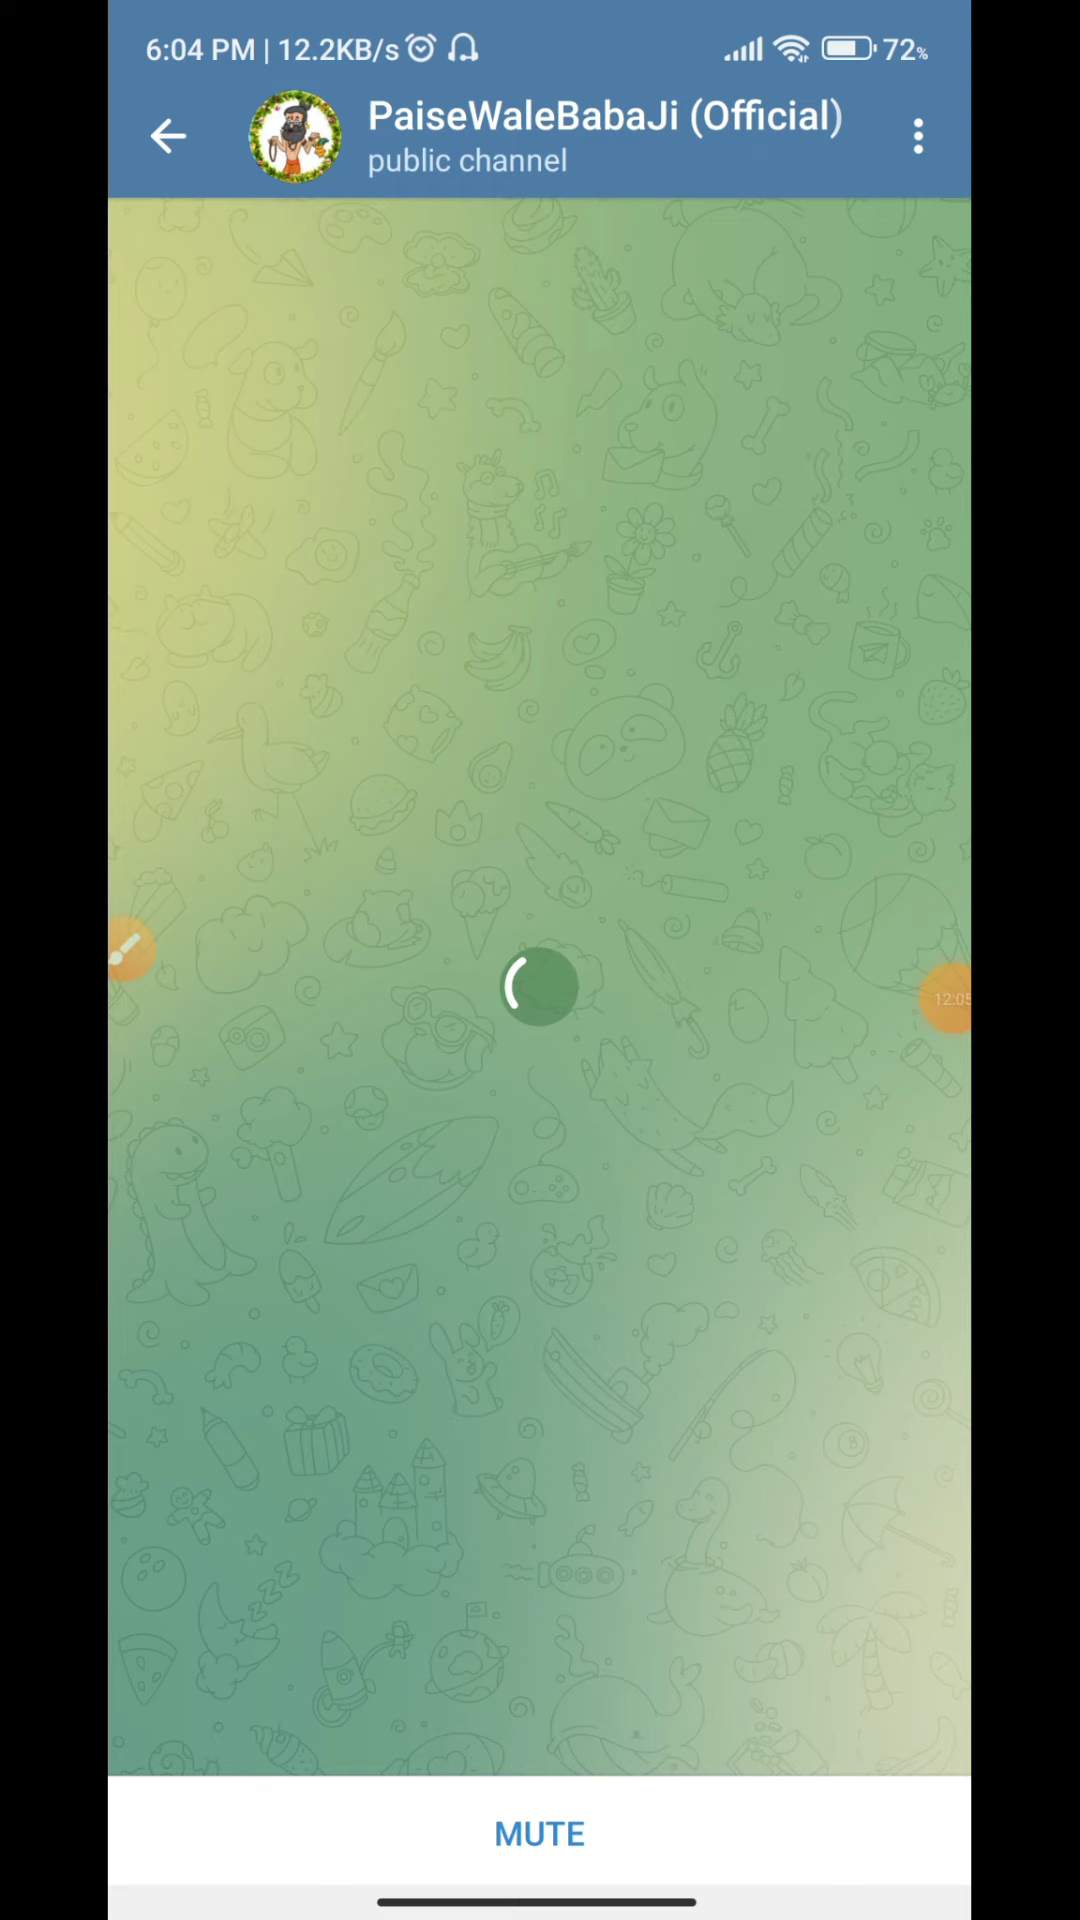 6:04 PM | 12.2KB/s
72%
PaiseWaleBabaJi (Official)
public channel
12:05
MUTE